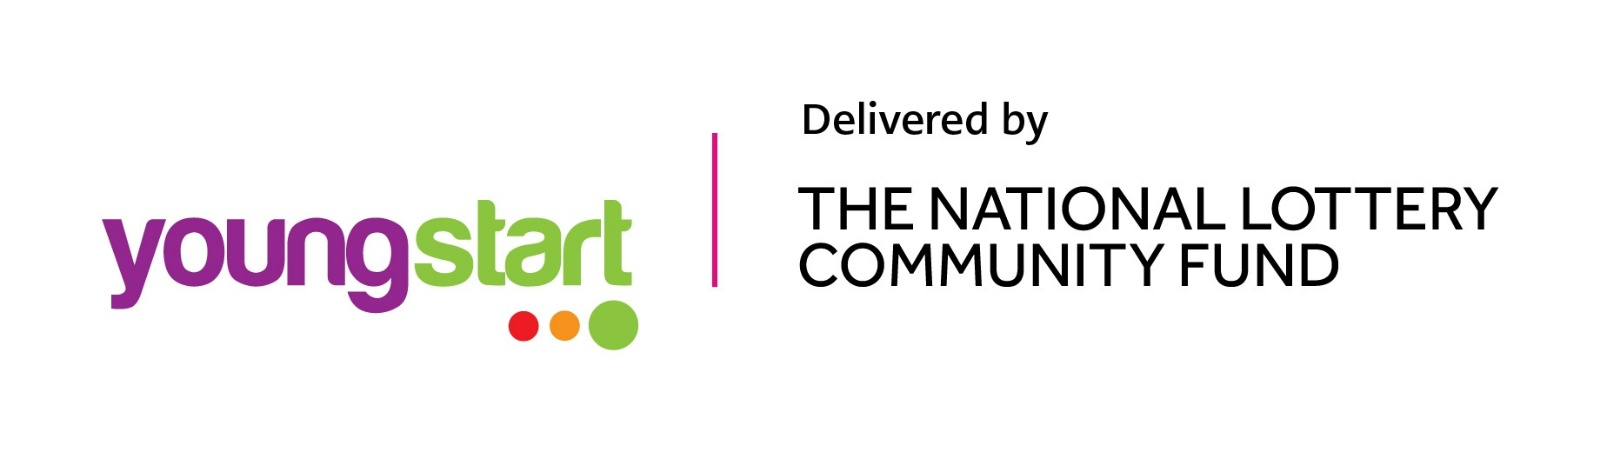 youngstart
Delivered by
THE NATIONAL LOTTERY
COMMUNITY FUND